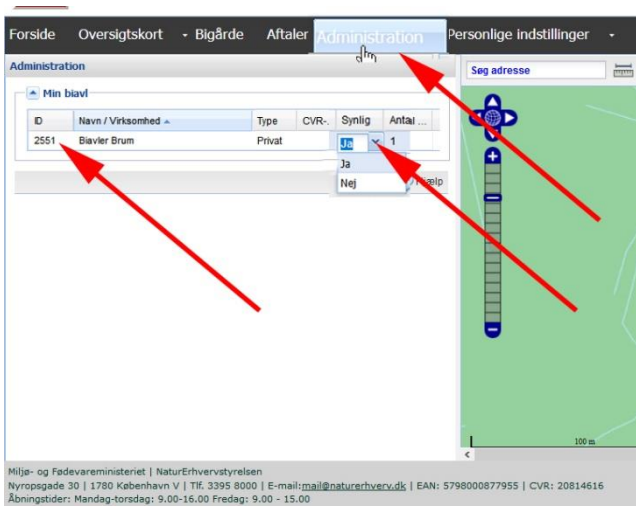 Forside Oversigtskort Bigårde Aftaler Administration Personlige indstillinger
Administration
Søg adresse
Min biavl
ID Navn / Virksomhed Type CVR-. Synlig Antal ...
2551 Biavler Brum Privat Ja 1
Ja
Nej
Hjælp
100 m
Miljø- og Fødevareministeriet | NaturErhvervstyrelsen
Nyropsgade 30 | 1780 København V | Tlf. 3395 8000 | E-mail:mail@naturerhverv.dk | EAN: 5798000877955 | CVR: 20814616
Åbningstider: Mandag-torsdag: 9.00-16.00 Fredag: 9.00 - 15.00